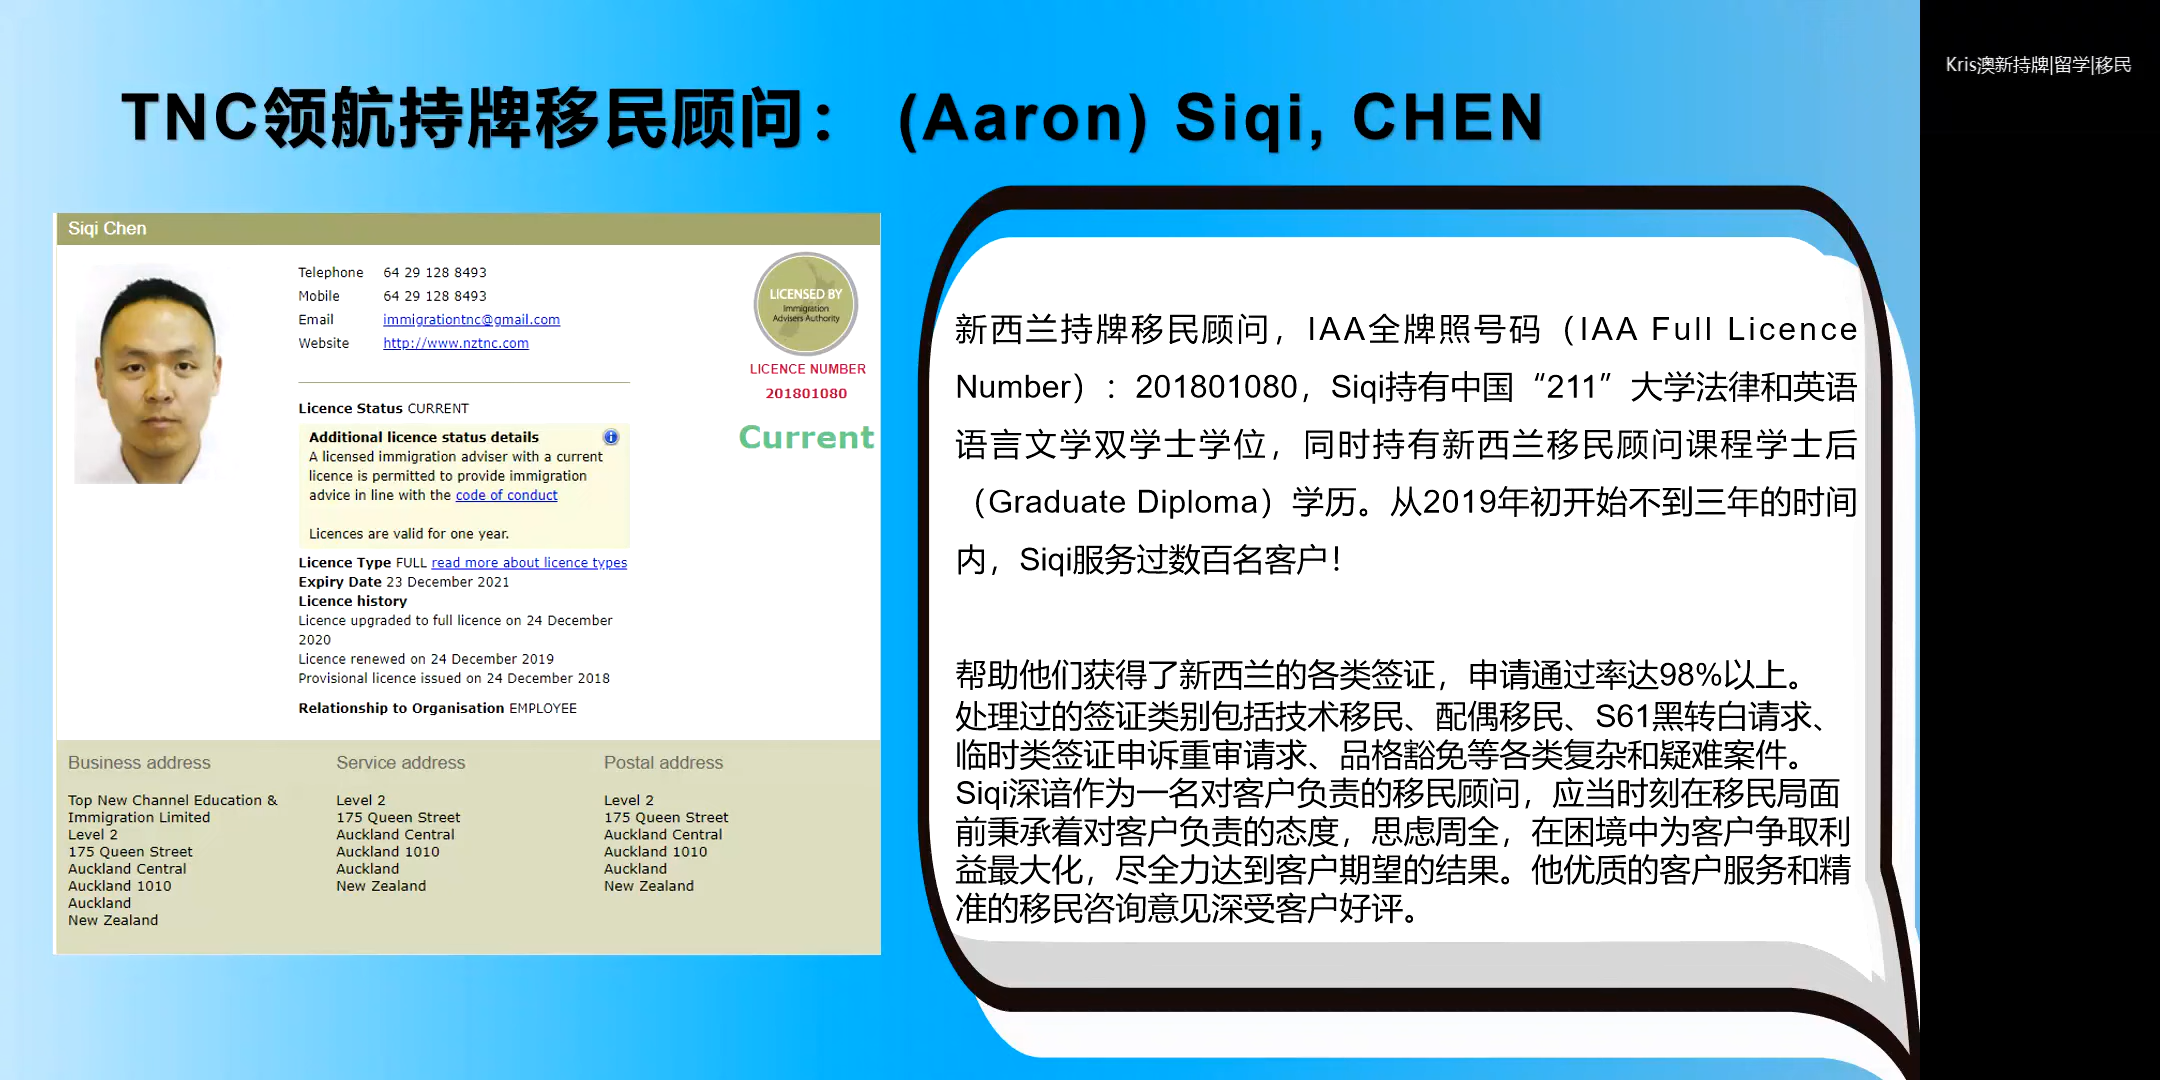 TNC领航持牌移民顾问： (Aaron) Siqi, CHEN
Kris澳新持牌|留学|移民
Siqi Chen
Telephone 64 29 128 8493
Mobile 64 29 128 8493
Email immigrationtnc@gmail.com
Website http://www.nztnc.com
LICENSED BY
Immigration
Advisers Authority
LICENCE NUMBER
201801080
Current
Licence Status CURRENT
Additional licence status details
A licensed immigration adviser with a current
licence is permitted to provide immigration
advice in line with the code of conduct
Licences are valid for one year.
Licence Type FULL read more about licence types
Expiry Date 23 December 2021
Licence history
Licence upgraded to full licence on 24 December
2020
Licence renewed on 24 December 2019
Provisional licence issued on 24 December 2018
Relationship to Organisation EMPLOYEE
Business address
Top New Channel Education &
Immigration Limited
Level 2
175 Queen Street
Auckland Central
Auckland 1010
Auckland
New Zealand
Service address
Level 2
175 Queen Street
Auckland Central
Auckland 1010
Auckland
New Zealand
Postal address
Level 2
175 Queen Street
Auckland Central
Auckland 1010
Auckland
New Zealand
新西兰持牌移民顾问，IAA全牌照号码（IAA Full Licence
Number）：201801080，Siqi持有中国“211”大学法律和英语
语言文学双学士学位，同时持有新西兰移民顾问课程学士后
（Graduate Diploma）学历。从2019年初开始不到三年的时间
内，Siqi服务过数百名客户！
帮助他们获得了新西兰的各类签证，申请通过率达98%以上。
处理过的签证类别包括技术移民、配偶移民、S61黑转白请求、
临时类签证申诉重审请求、品格豁免等各类复杂和疑难案件。
Siqi深谙作为一名对客户负责的移民顾问，应当时刻在移民局面
前秉承着对客户负责的态度，思虑周全，在困境中为客户争取利
益最大化，尽全力达到客户期望的结果。他优质的客户服务和精
准的移民咨询意见深受客户好评。